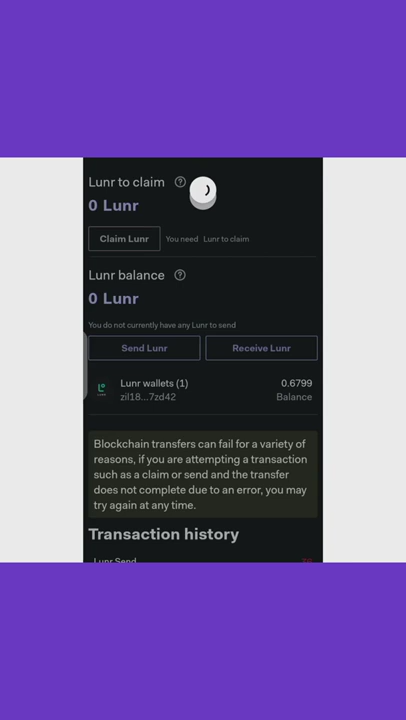 Lunr to claim ?
0 Lunr
Claim Lunr You need Lunr to claim
Lunr balance ?
0 Lunr
You do not currently have any Lunr to send
Send Lunr Receive Lunr
Lunr wallets (1) 0.6799
zil18...7zd42 Balance
Blockchain transfers can fail for a variety of
reasons, if you are attempting a transaction
such as a claim or send and the transfer
does not complete due to an error, you may
try again at any time.
Transaction history
Lunr Send